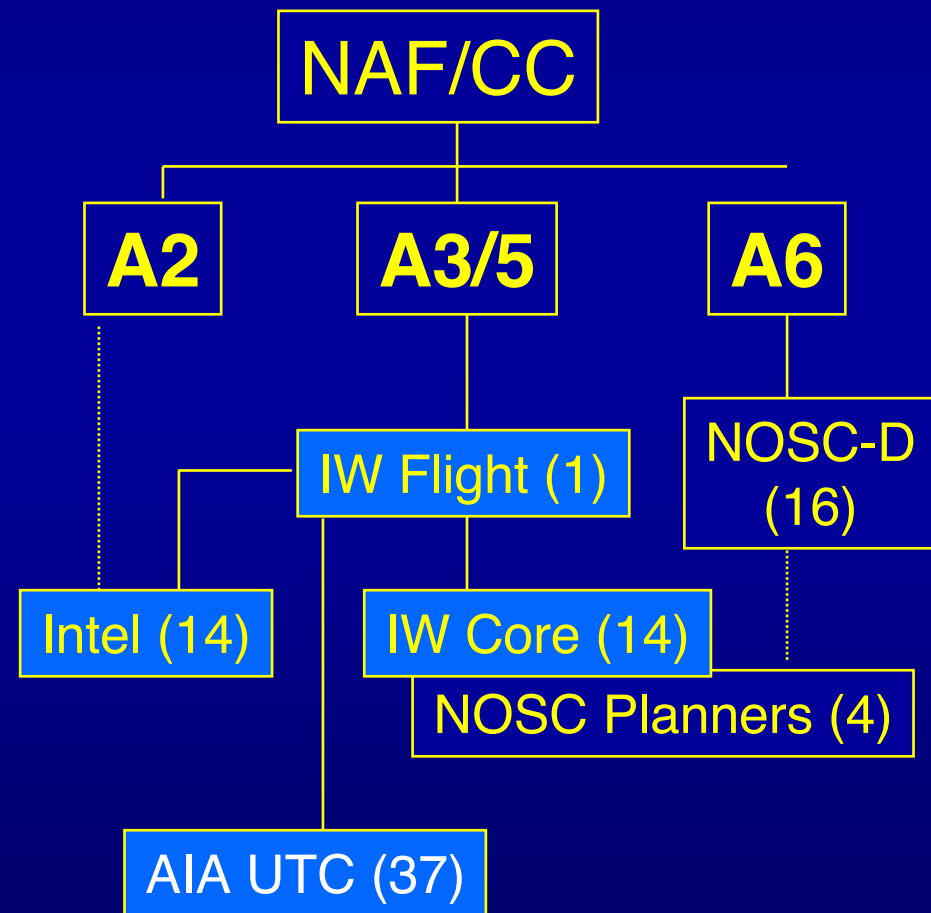 NAF/CC
A2
A3/5
A6
NOSC-D
(16)
IW Flight (1)
Intel (14)
IW Core (14)
NOSC Planners (4)
AIA UTC (37)